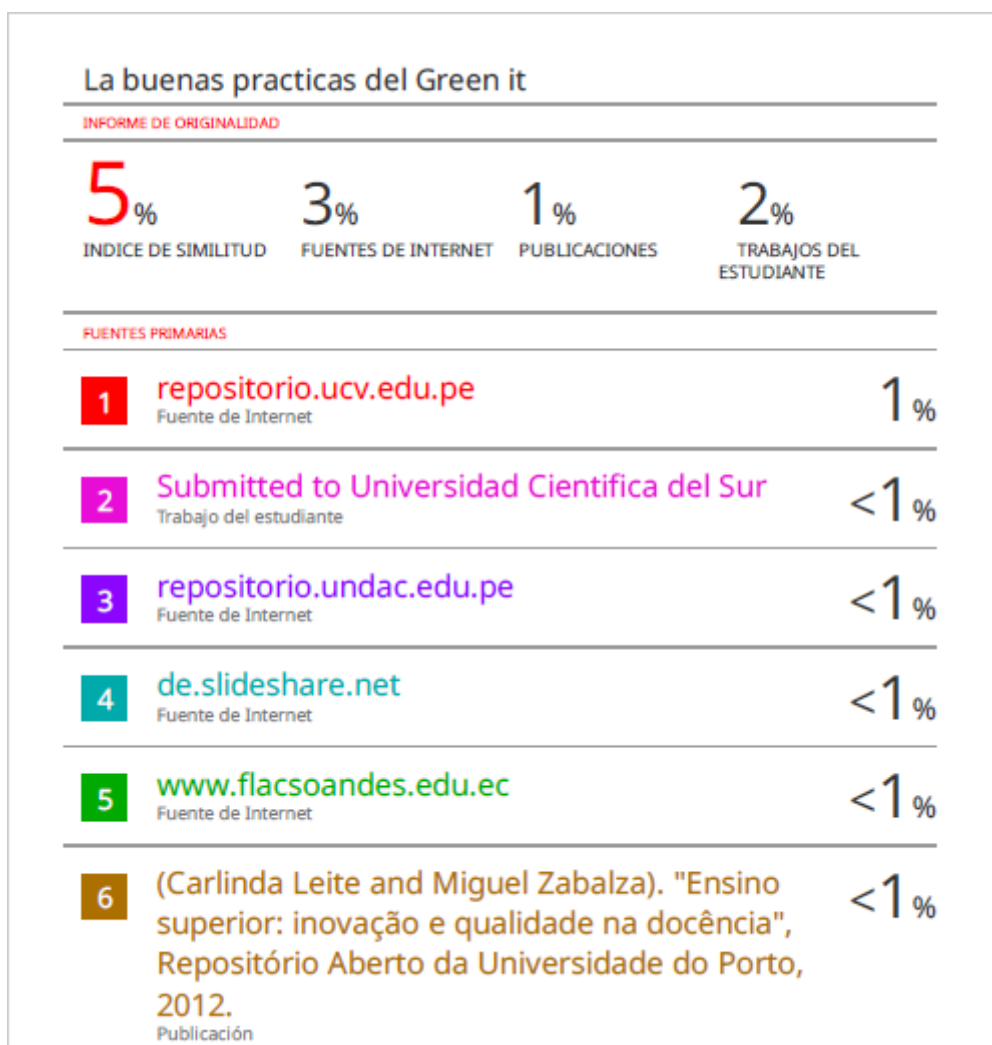 La buenas practicas del Green it
INFORME DE ORIGINALIDAD
5% 3% 1% 2%
INDICE DE SIMILITUD FUENTES DE INTERNET PUBLICACIONES TRABAJOS DEL
ESTUDIANTE
FUENTES PRIMARIAS
1 repositorio.ucv.edu.pe 1%
Fuente de Internet
2 Submitted to Universidad Cientifica del Sur <1%
Trabajo del estudiante
3 repositorio.undac.edu.pe <1%
Fuente de Internet
4 de.slideshare.net <1%
Fuente de Internet
5 www.flacsoandes.edu.ec <1%
Fuente de Internet
6 (Carlinda Leite and Miguel Zabalza). "Ensino <1%
superior: inovação e qualidade na docência",
Repositório Aberto da Universidade do Porto,
2012.
Publicación